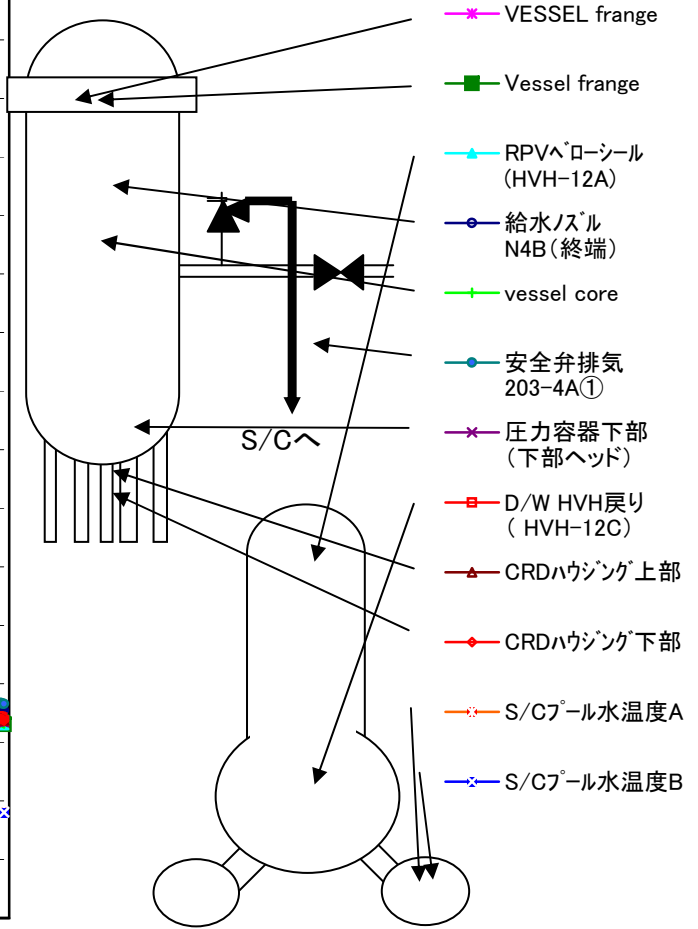 VESSEL frange
Vessel frange
RPVベローシール
(HVH-12A)
給水ノズル
N4B(終端)
vessel core
安全弁排気
203-4A①
圧力容器下部
(下部ヘッド)
D/W HVH戻り
( HVH-12C)
CRDハウジング上部
CRDハウジング下部
S/Cプール水温度A
S/Cプール水温度B
S/Cへ